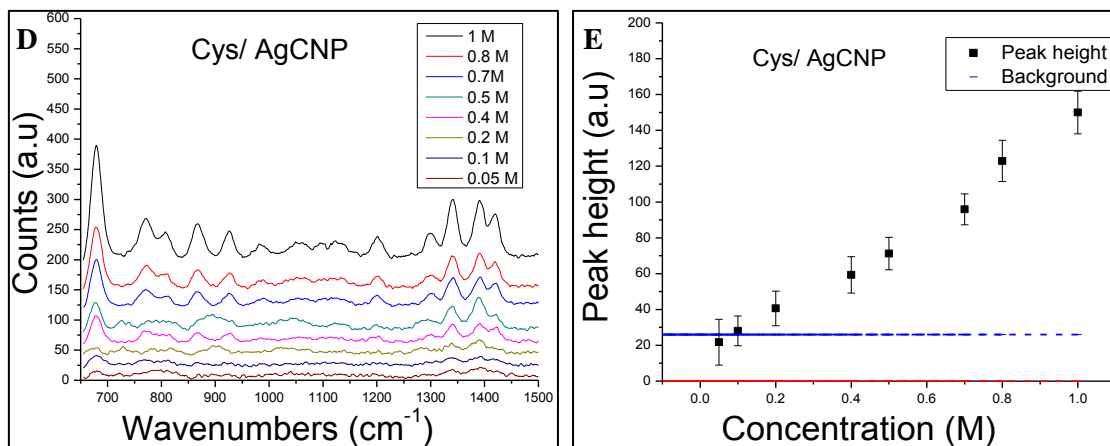 D
Cys/ AgCNP
1 M
0.8 M
0.7M
0.5 M
0.4 M
0.2 M
0.1 M
0.05 M
Counts (a.u)
600
550
500
450
400
350
300
250
200
150
100
50
0
700 800 900 1000 1100 1200 1300 1400 1500
Wavenumbers (cm⁻¹)
E
Cys/ AgCNP
Peak height
Background
Peak height (a.u)
200
180
160
140
120
100
80
60
40
20
0
0.0 0.2 0.4 0.6 0.8 1.0
Concentration (M)